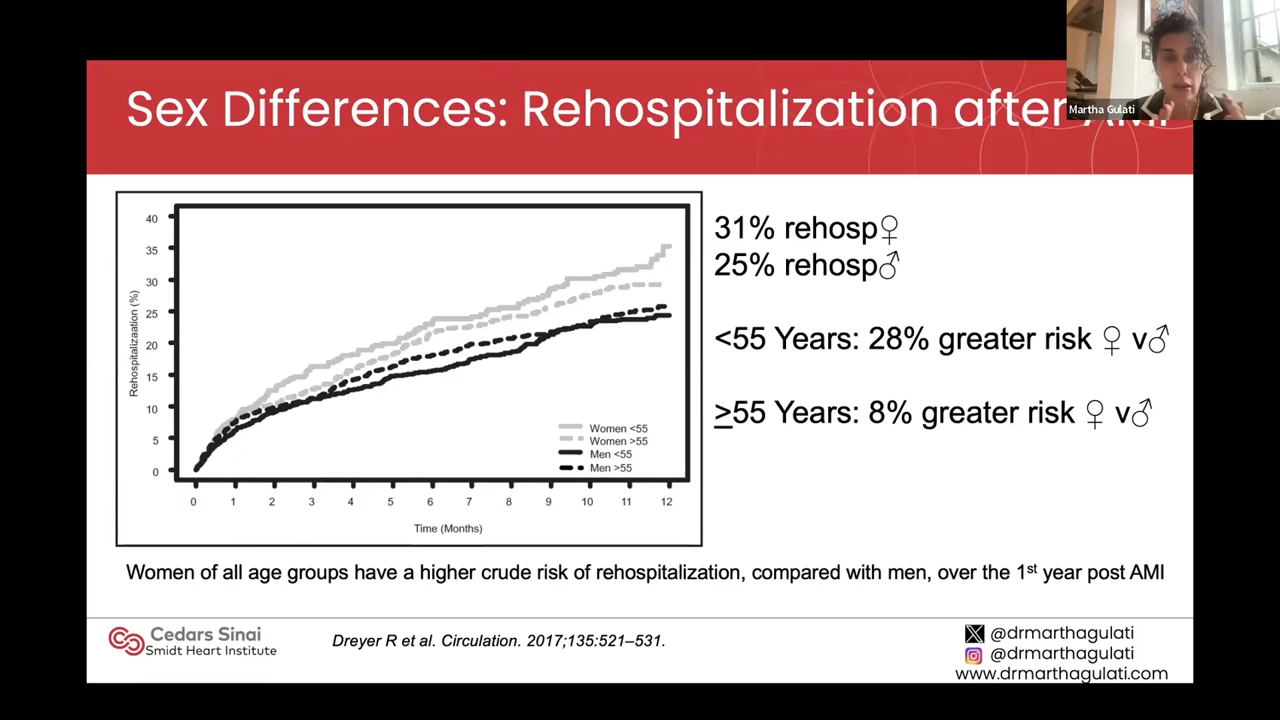 Sex Differences: Rehospitalization after AMI
Martha Gulati
40
35
30
25
20
15
10
5
0
Rehospitalizaation (%)
Women <55
Women >55
Men <55
Men >55
0 1 2 3 4 5 6 7 8 9 10 11 12
Time (Months)
31% rehosp♀
25% rehosp♂
<55 Years: 28% greater risk ♀ v♂
≥55 Years: 8% greater risk ♀ v♂
Women of all age groups have a higher crude risk of rehospitalization, compared with men, over the 1st year post AMI
Cedars Sinai
Smidt Heart Institute
Dreyer R et al. Circulation. 2017;135:521–531.
@drmarthagulati
@drmarthagulati
www.drmarthagulati.com